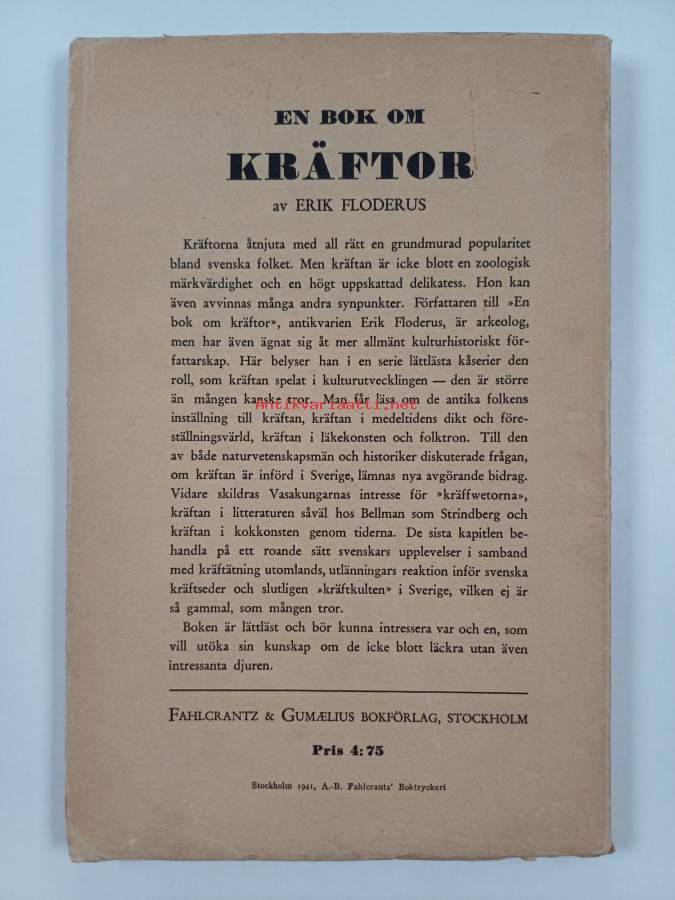 EN BOK OM
KRÄFTOR
av ERIK FLODERUS
Kräftorna åtnjuta med all rätt en grundmurad popularitet
bland svenska folket. Men kräftan är icke blott en zoologisk
märkvärdighet och en högt uppskattad delikatess. Hon kan
även avvinnas många andra synpunkter. Författaren till »En
bok om kräftor», antikvarien Erik Floderus, är arkeolog,
men har även ägnat sig åt mer allmänt kulturhistoriskt för-
fattarskap. Här belyser han i en serie lättlästa kåserier den
roll, som kräftan spelat i kulturutvecklingen — den är större
än mången kanske tror. Man får läsa om de antika folkens
Antikvariaatti.net
inställning till kräftan, kräftan i medeltidens dikt och före-
ställningsvärld, kräftan i läkekonsten och folktron. Till den
av både naturvetenskapsmän och historiker diskuterade frågan,
om kräftan är införd i Sverige, lämnas nya avgörande bidrag.
Vidare skildras Vasakungarnas intresse för »kräffwetorna»,
kräftan i litteraturen såväl hos Bellman som Strindberg och
kräftan i kokkonsten genom tiderna. De sista kapitlen be-
handla på ett roande sätt svenskars upplevelser i samband
med kräftätning utomlands, utlänningars reaktion inför svenska
kräftseder och slutligen »kräftkulten» i Sverige, vilken ej är
så gammal, som mången tror.
Boken är lättläst och bör kunna intressera var och en, som
vill utöka sin kunskap om de icke blott läckra utan även
intressanta djuren.
FAHLCRANTZ & GUMÆLIUS BOKFÖRLAG, STOCKHOLM
Pris 4:75
Stockholm 1941, A.-B. Fahlcrantz' Boktryckeri